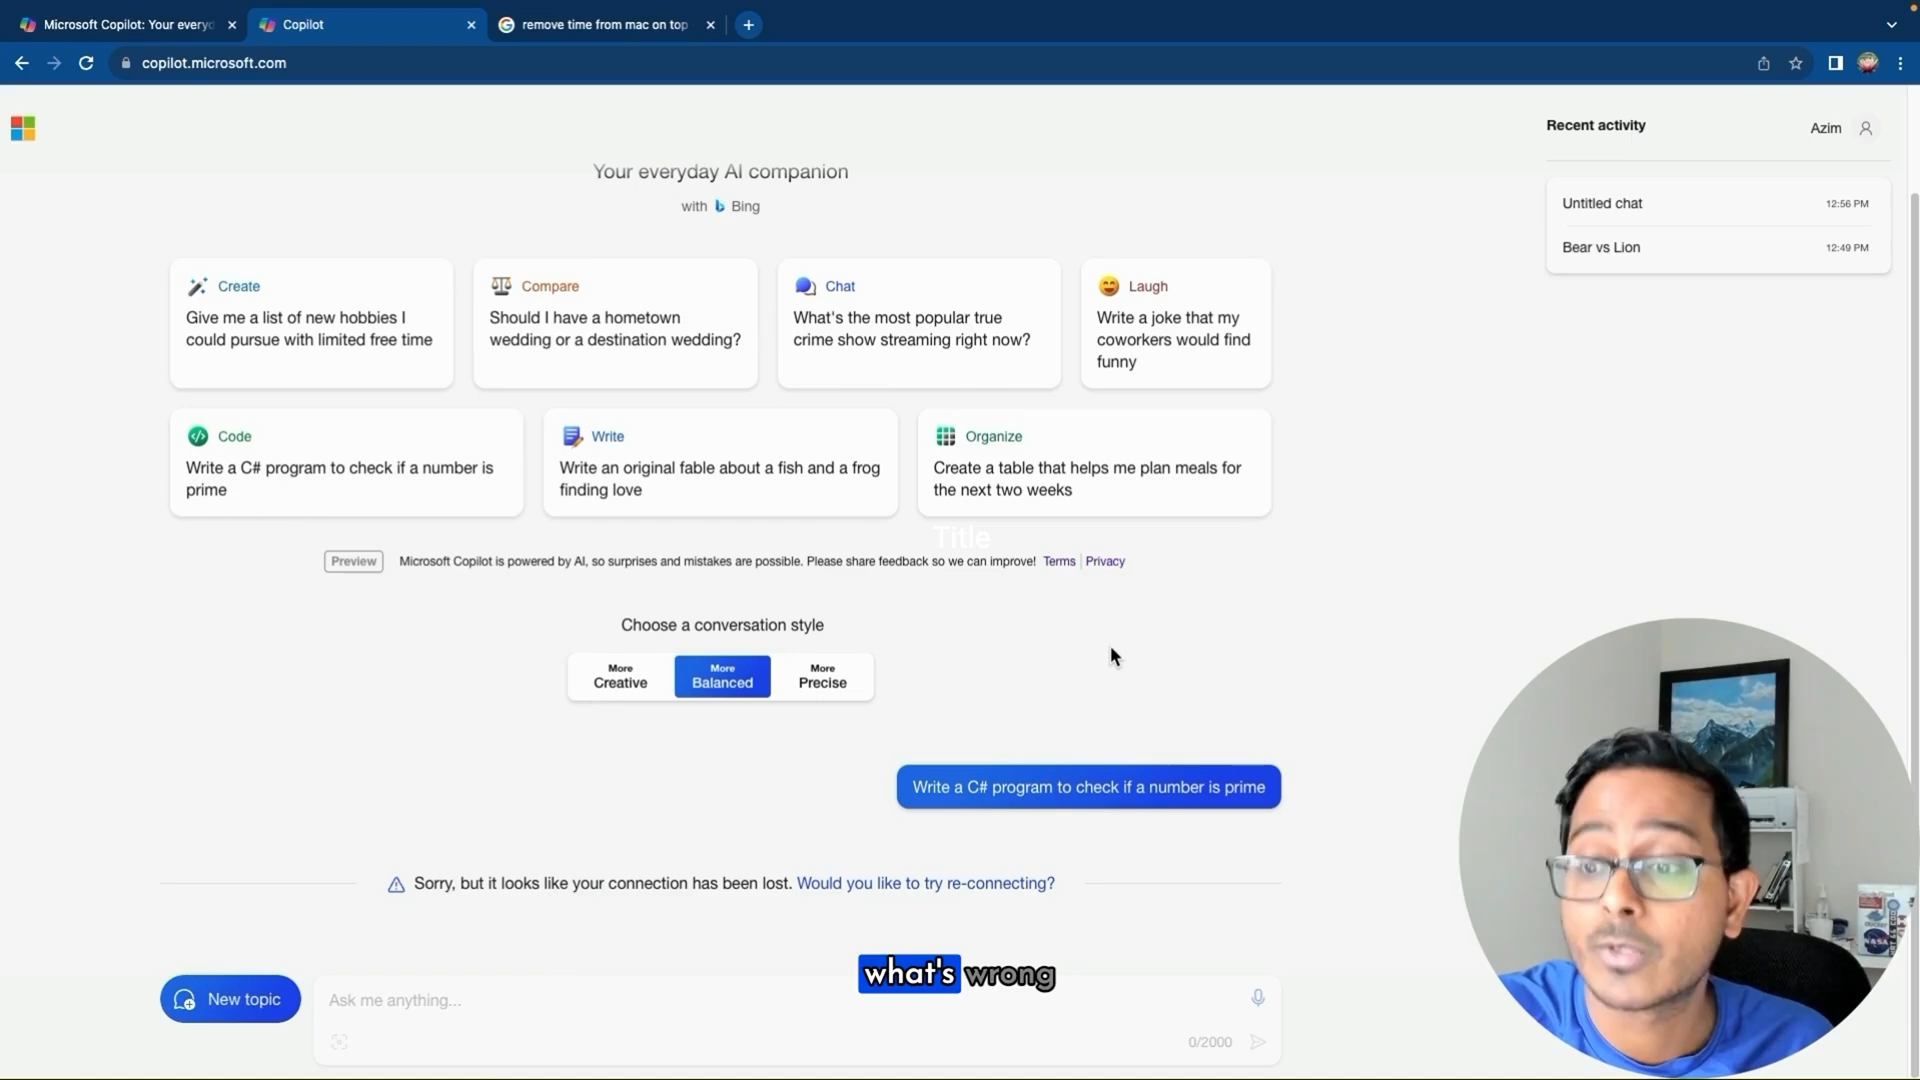 Microsoft Copilot: Your everyd
Copilot
remove time from mac on top
copilot.microsoft.com
Recent activity
Azim
Your everyday AI companion
with Bing
Untitled chat
12:56 PM
Bear vs Lion
12:49 PM
Create
Give me a list of new hobbies I
could pursue with limited free time
Compare
Should I have a hometown
wedding or a destination wedding?
Chat
What's the most popular true
crime show streaming right now?
Laugh
Write a joke that my
coworkers would find
funny
Code
Write a C# program to check if a number is
prime
Write
Write an original fable about a fish and a frog
finding love
Organize
Create a table that helps me plan meals for
the next two weeks
Title
Preview
Microsoft Copilot is powered by AI, so surprises and mistakes are possible. Please share feedback so we can improve! Terms | Privacy
Choose a conversation style
More
Creative
More
Balanced
More
Precise
Write a C# program to check if a number is prime
Sorry, but it looks like your connection has been lost. Would you like to try re-connecting?
what's wrong
New topic
Ask me anything...
0/2000
NASA